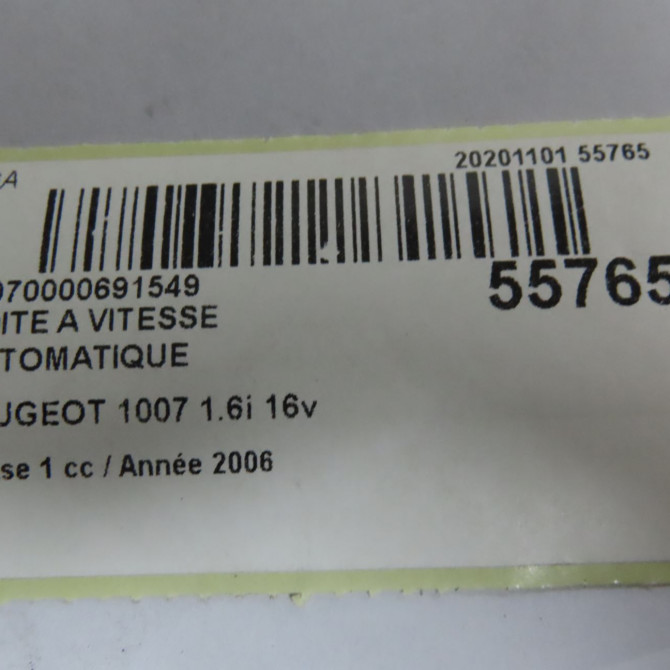 20201101 55765
070000691549
55765
ITE A VITESSE
TOMATIQUE
UGEOT 1007 1.6i 16v
se 1 cc / Année 2006